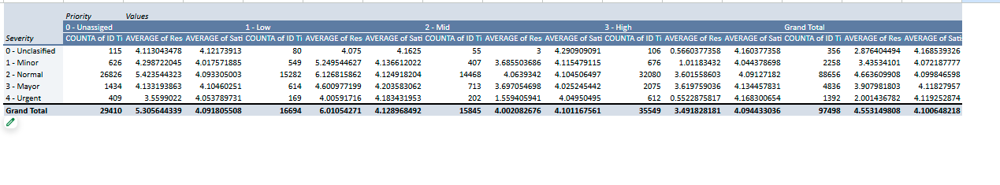 Priority Values
0 - Unassiged 1 - Low 2 - Mid 3 - High Grand Total
Severity COUNTA of ID Ti AVERAGE of Res AVERAGE of Sati COUNTA of ID Ti AVERAGE of Res AVERAGE of Sati COUNTA of ID Ti AVERAGE of Res AVERAGE of Sati COUNTA of ID Ti AVERAGE of Res AVERAGE of Sati COUNTA of ID Ti AVERAGE of Res AVERAGE of Satis
0 - Unclasified 115 4.113043478 4.12173913 80 4.075 4.1625 55 3 4.290909091 106 0.5660377358 4.160377358 356 2.876404494 4.168539326
1 - Minor 626 4.298722045 4.017571885 549 5.249544627 4.136612022 407 3.685503686 4.115479115 676 1.01183432 4.044378698 2258 3.43534101 4.072187777
2 - Normal 26826 5.423544323 4.093305003 15282 6.126815862 4.124918204 14468 4.0639342 4.104506497 32080 3.601558603 4.09127182 88656 4.663609908 4.099846598
3 - Mayor 1434 4.133193863 4.10460251 614 4.600977199 4.203583062 713 3.697054698 4.025245442 2075 3.619759036 4.134457831 4836 3.907981803 4.11827957
4 - Urgent 409 3.5599022 4.053789731 169 4.00591716 4.183431953 202 1.559405941 4.04950495 612 0.5522875817 4.168300654 1392 2.001436782 4.119252874
Grand Total 29410 5.305644339 4.091805508 16694 6.01054271 4.128968492 15845 4.002082676 4.101167561 35549 3.491828181 4.094433036 97498 4.553149808 4.100648218